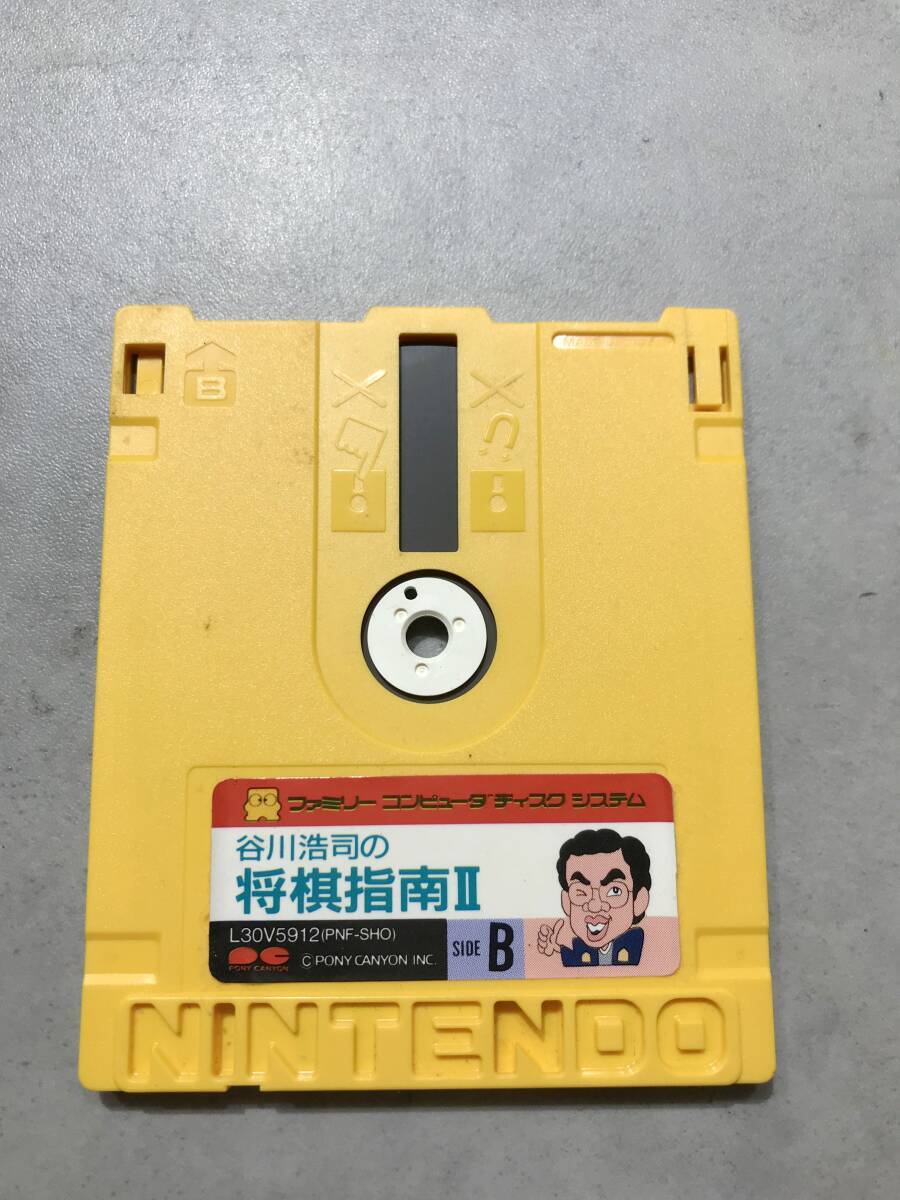 B
ファミリー コンピュータ ディスク システム
谷川浩司の
将棋指南II
L30V5912(PNF-SHO)
PONY CANYON
© PONY CANYON INC.
SIDE B
NINTENDO